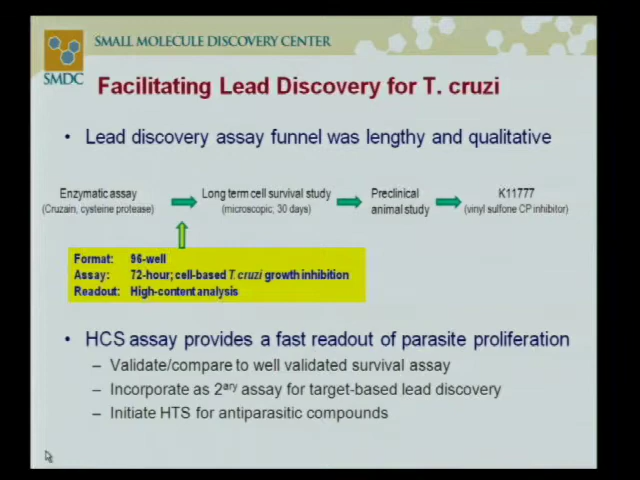 SMALL MOLECULE DISCOVERY CENTER
SMDC
Facilitating Lead Discovery for T. cruzi
• Lead discovery assay funnel was lengthy and qualitative
Enzymatic assay
(Cruzain, cysteine protease)
Long term cell survival study
(microscopic, 30 days)
Preclinical
animal study
K11777
(vinyl sulfone CP inhibitor)
Format: 96-well
Assay: 72-hour; cell-based T.cruzi growth inhibition
Readout: High-content analysis
• HCS assay provides a fast readout of parasite proliferation
– Validate/compare to well validated survival assay
– Incorporate as 2ary assay for target-based lead discovery
– Initiate HTS for antiparasitic compounds